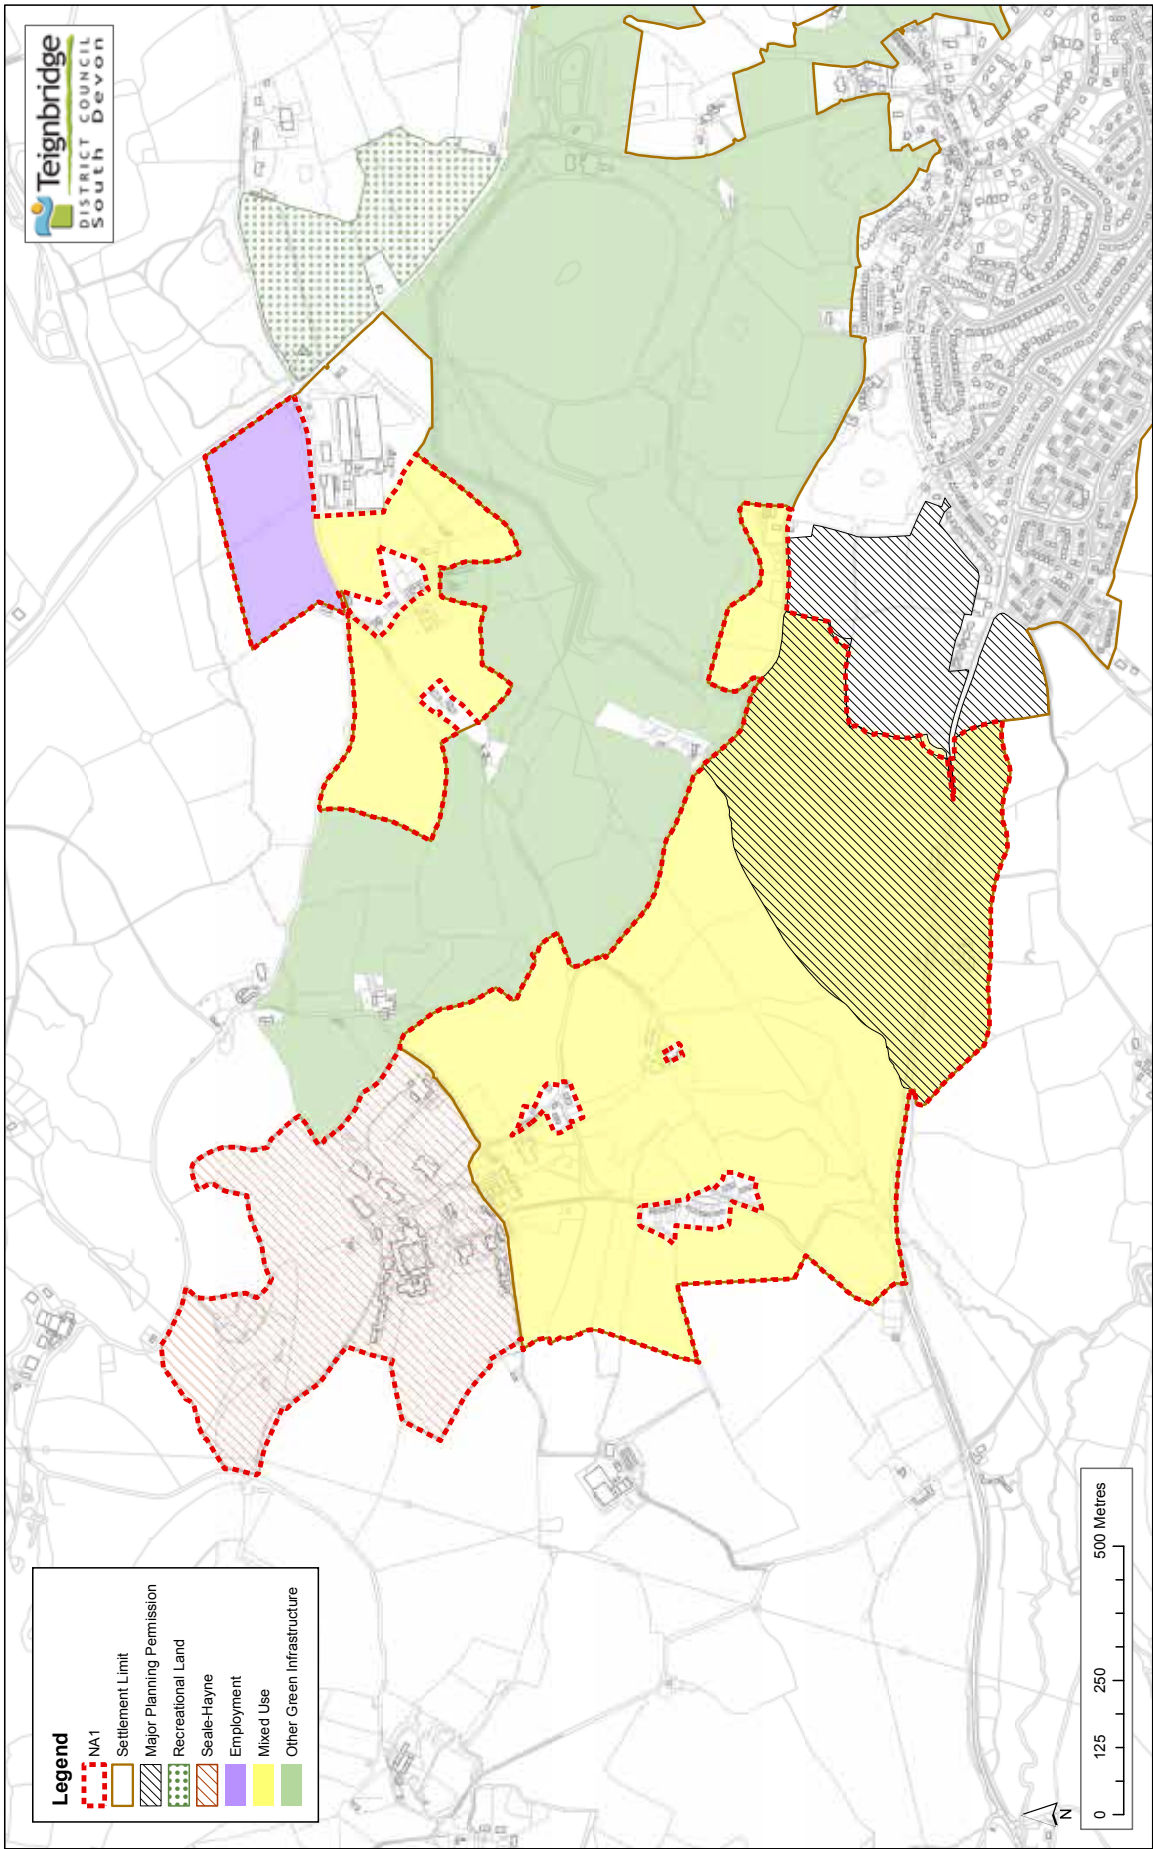 Teignbridge
DISTRICT COUNCIL
South Devon
Legend
NA1
Settlement Limit
Major Planning Permission
Recreational Land
Seale-Hayne
Employment
Mixed Use
Other Green Infrastructure
N
0 125 250 500 Metres